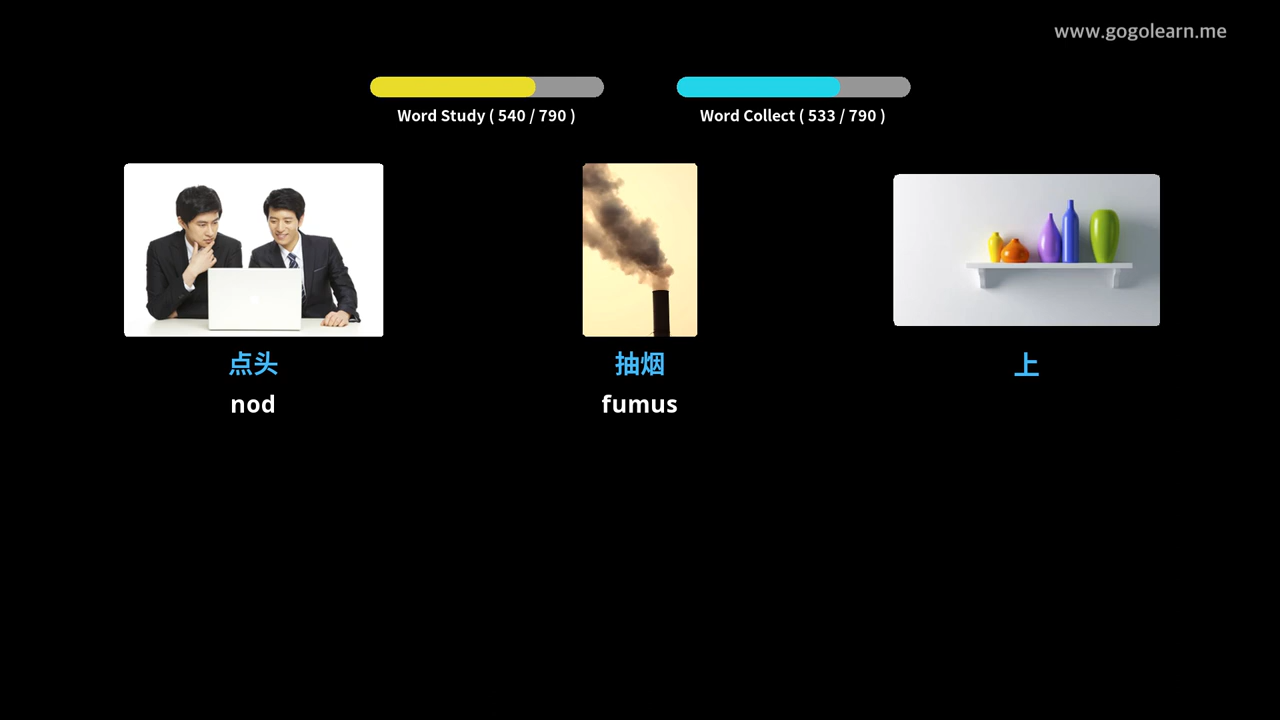 www.gogolearn.me
Word Study ( 540 / 790 )
Word Collect ( 533 / 790 )
点头
抽烟
上
nod
fumus